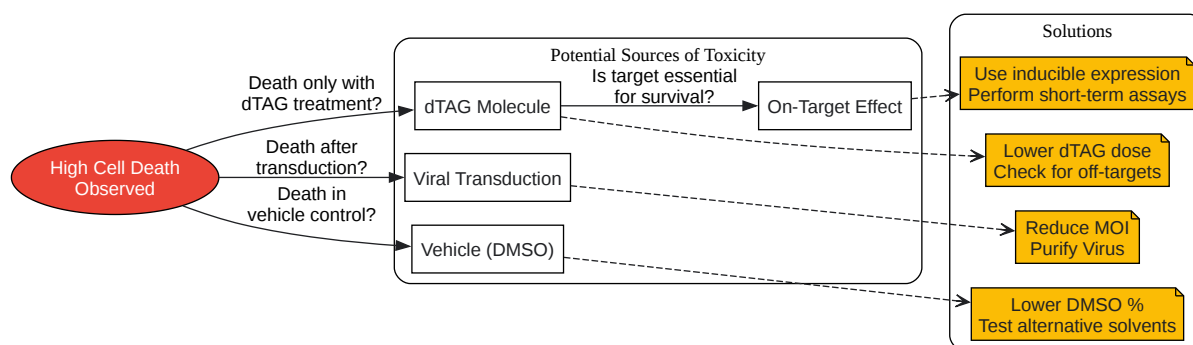 Solutions
Potential Sources of Toxicity
Death only with
dTAG treatment?
Is target essential
for survival?
Use inducible expression
Perform short-term assays
dTAG Molecule
On-Target Effect
High Cell Death
Observed
Death after
transduction?
Viral Transduction
Lower dTAG dose
Check for off-targets
Death in
vehicle control?
Vehicle (DMSO)
Reduce MOI
Purify Virus
Lower DMSO %
Test alternative solvents